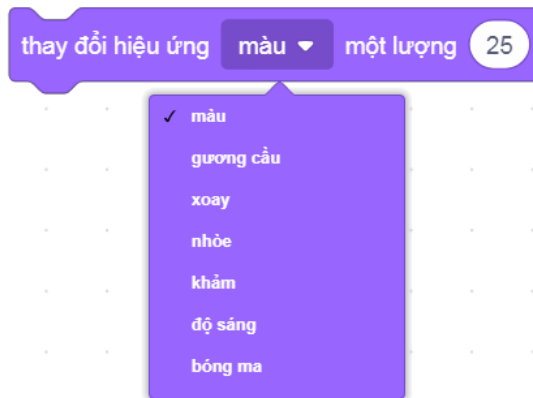 thay đổi hiệu ứng màu một lượng 25
✓ màu
gương cầu
xoay
nhòe
khảm
độ sáng
bóng ma